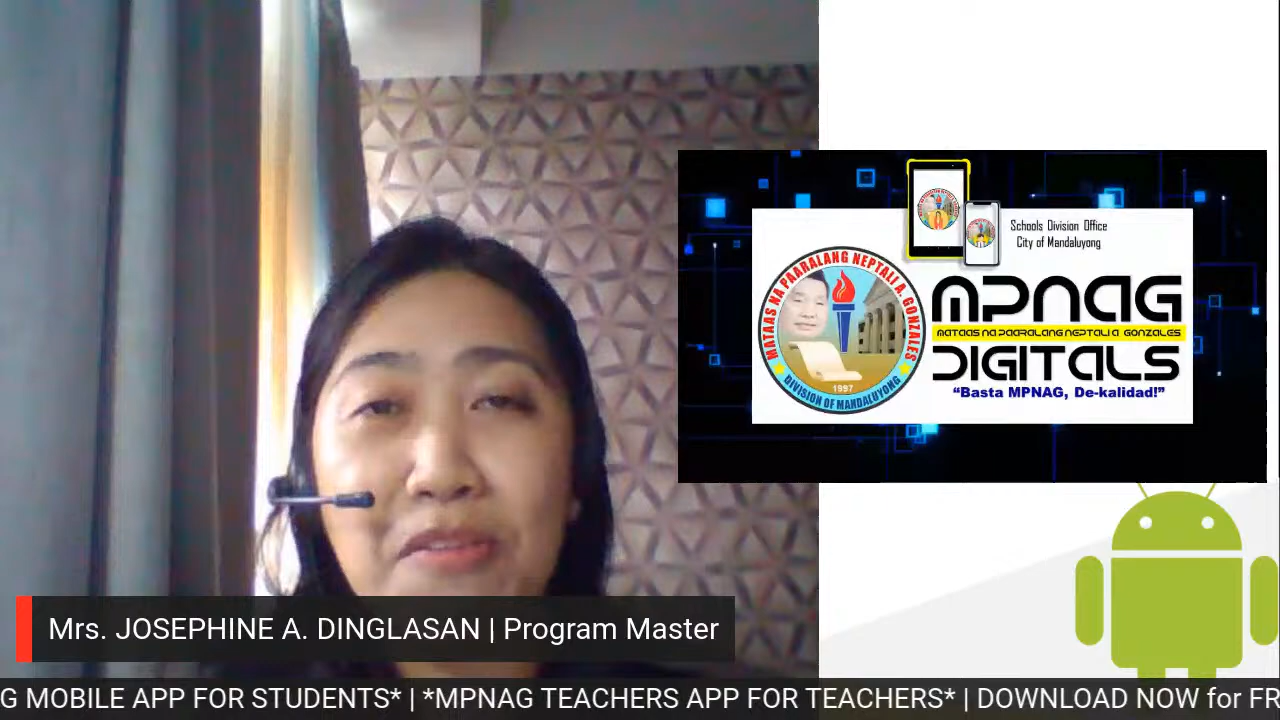 Schools Division Office
City of Mandaluyong
MATAAS NA PAARALANG NEPTALI A. GONZALES
1997
DIVISION OF MANDALUYONG
MPNAG
MATAAS NA PAARALANG NEPTALI A GONZALES
DIGITALS
“Basta MPNAG, De-kalidad!”
Mrs. JOSEPHINE A. DINGLASAN | Program Master
G MOBILE APP FOR STUDENTS* | *MPNAG TEACHERS APP FOR TEACHERS* | DOWNLOAD NOW for FR